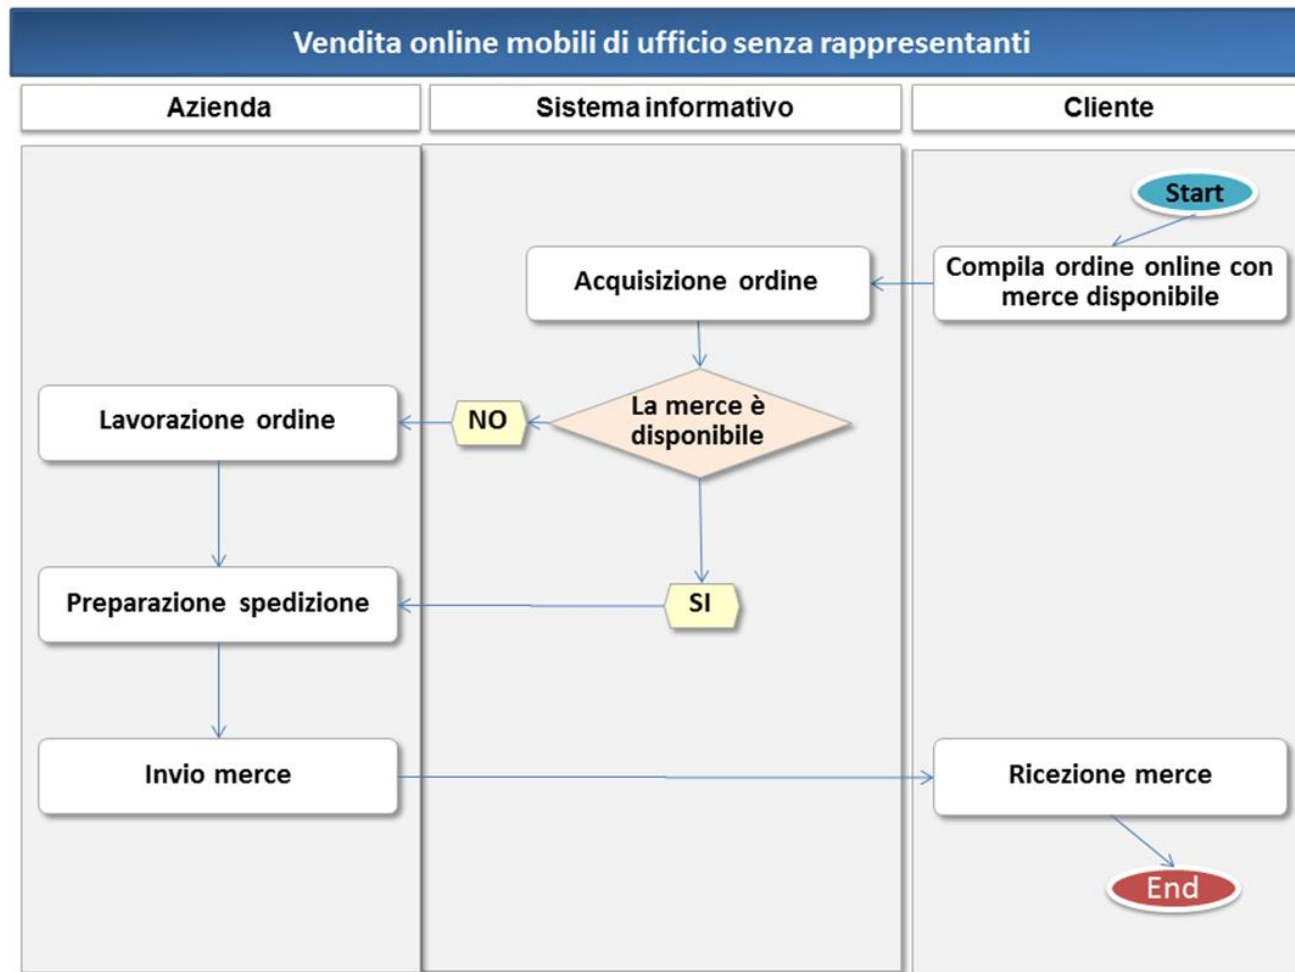 Vendita online mobili di ufficio senza rappresentanti
Azienda
Sistema informativo
Cliente
Start
Acquisizione ordine
Compila ordine online con
merce disponibile
Lavorazione ordine
NO
La merce è
disponibile
Preparazione spedizione
SI
Invio merce
Ricezione merce
End